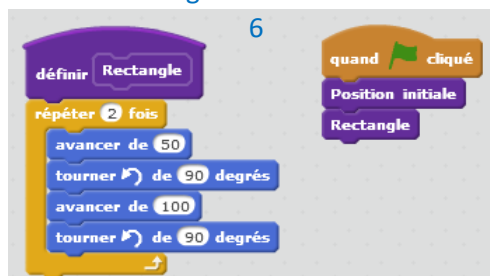 6
définir Rectangle
répéter 2 fois
avancer de 50
tourner de 90 degrés
avancer de 100
tourner de 90 degrés
quand cliqué
Position initiale
Rectangle